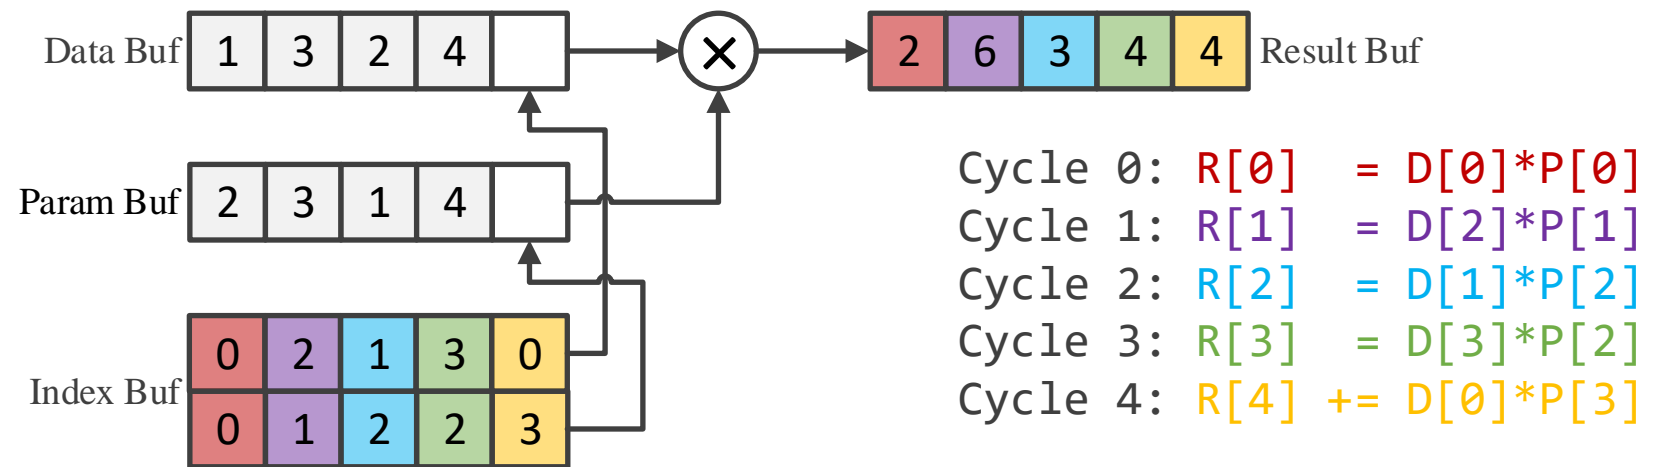 Data Buf 1 3 2 4 × 2 6 3 4 4 Result Buf
Param Buf 2 3 1 4
Index Buf
0 2 1 3 0
0 1 2 2 3
Cycle 0: R[0] = D[0]*P[0]
Cycle 1: R[1] = D[2]*P[1]
Cycle 2: R[2] = D[1]*P[2]
Cycle 3: R[3] = D[3]*P[2]
Cycle 4: R[4] += D[0]*P[3]